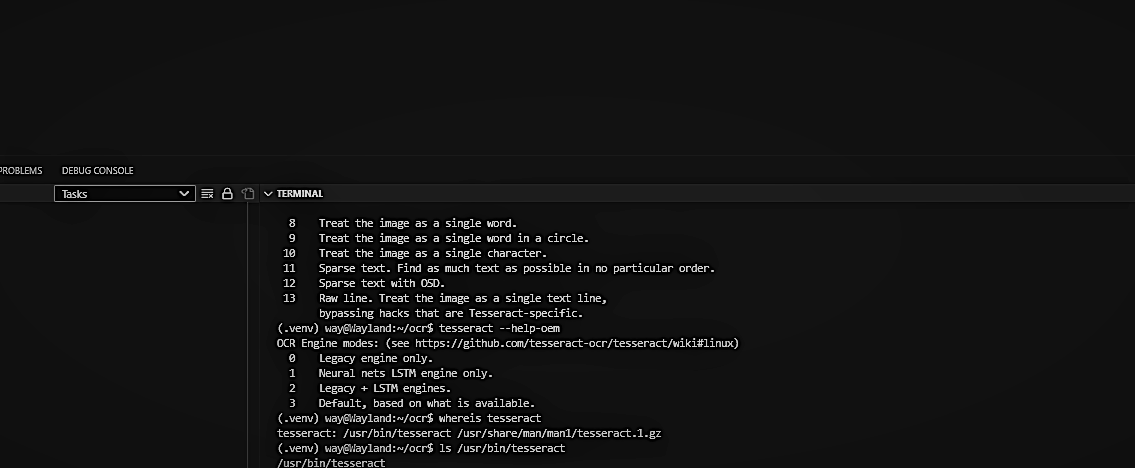 PROBLEMS DEBUG CONSOLE
Tasks
TERMINAL
8 Treat the image as a single word.
9 Treat the image as a single word in a circle.
10 Treat the image as a single character.
11 Sparse text. Find as much text as possible in no particular order.
12 Sparse text with OSD.
13 Raw line. Treat the image as a single text line,
bypassing hacks that are Tesseract-specific.
(.venv) way@Wayland:~/ocr$ tesseract --help-oem
OCR Engine modes: (see https://github.com/tesseract-ocr/tesseract/wiki#linux)
0 Legacy engine only.
1 Neural nets LSTM engine only.
2 Legacy + LSTM engines.
3 Default, based on what is available.
(.venv) way@Wayland:~/ocr$ whereis tesseract
tesseract: /usr/bin/tesseract /usr/share/man/man1/tesseract.1.gz
(.venv) way@Wayland:~/ocr$ ls /usr/bin/tesseract
/usr/bin/tesseract